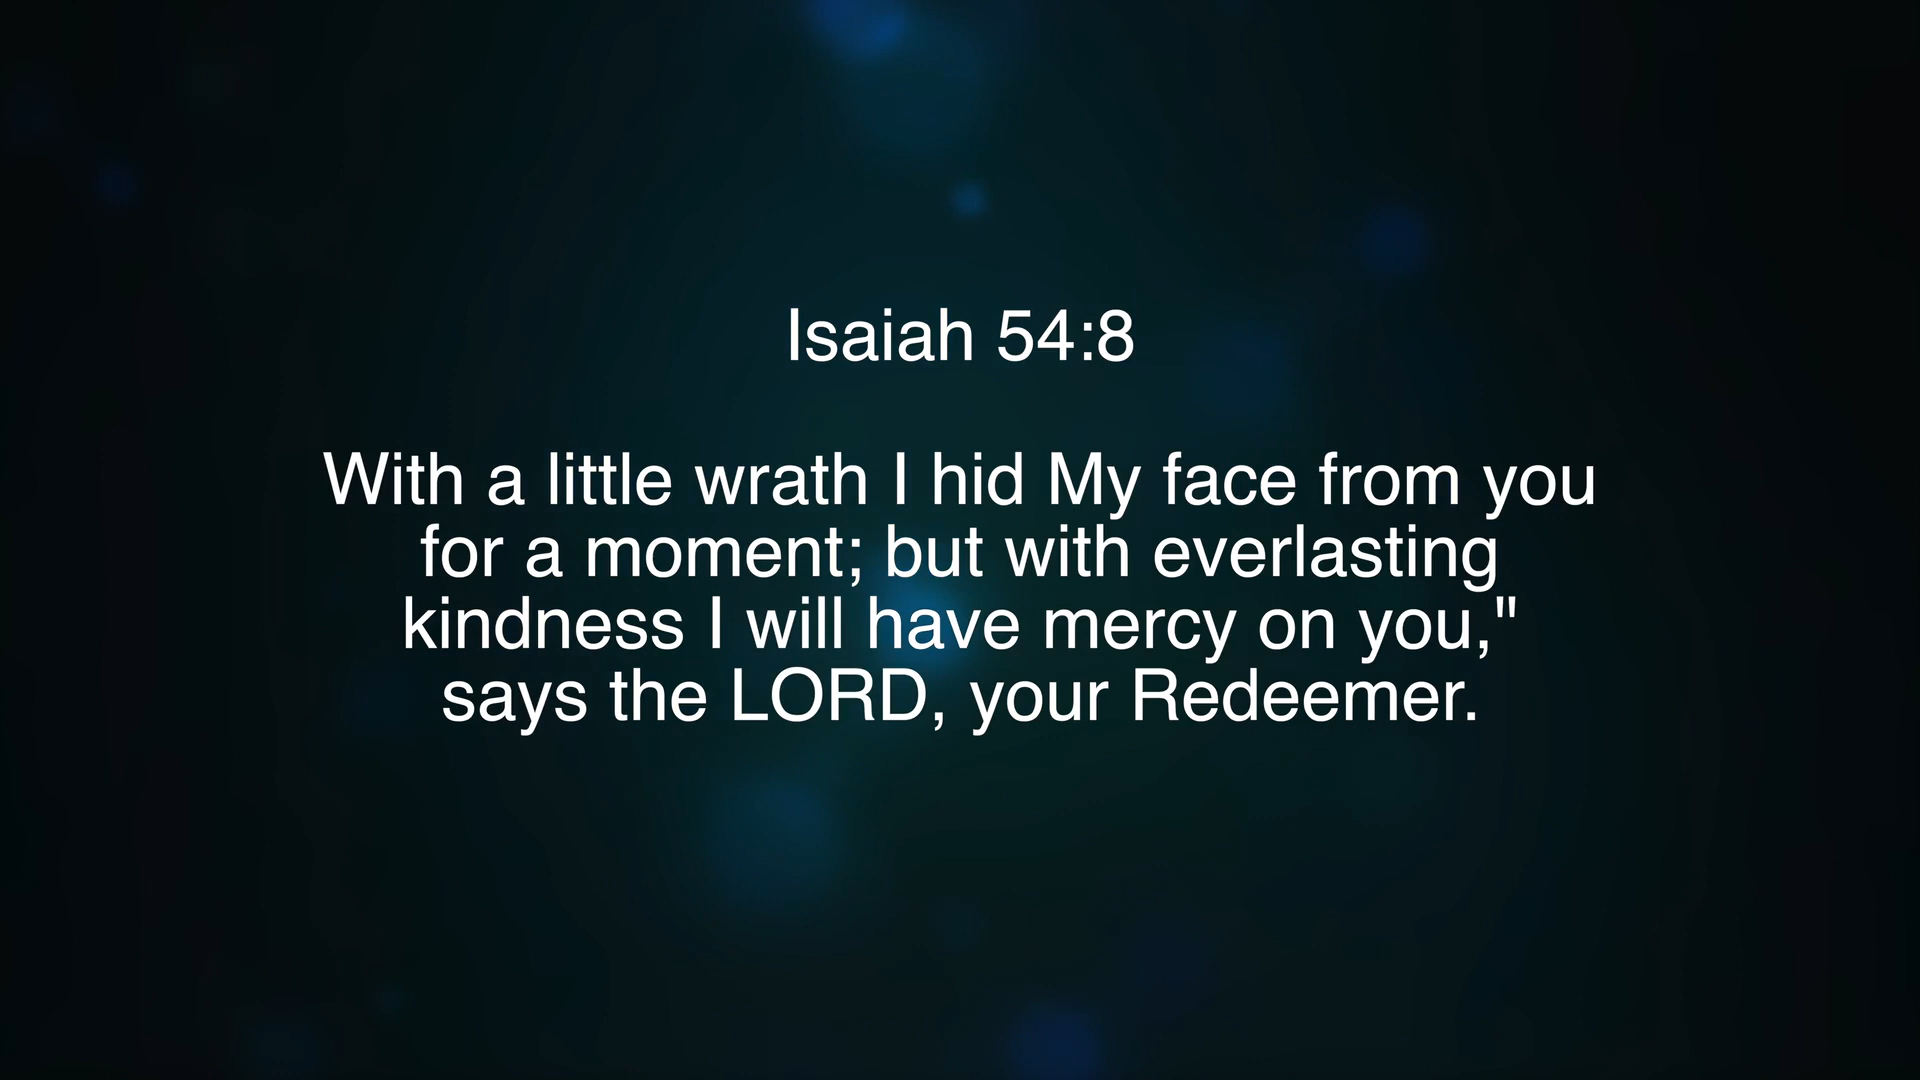 Isaiah 54:8
With a little wrath I hid My face from you
for a moment; but with everlasting
kindness I will have mercy on you,"
says the LORD, your Redeemer.